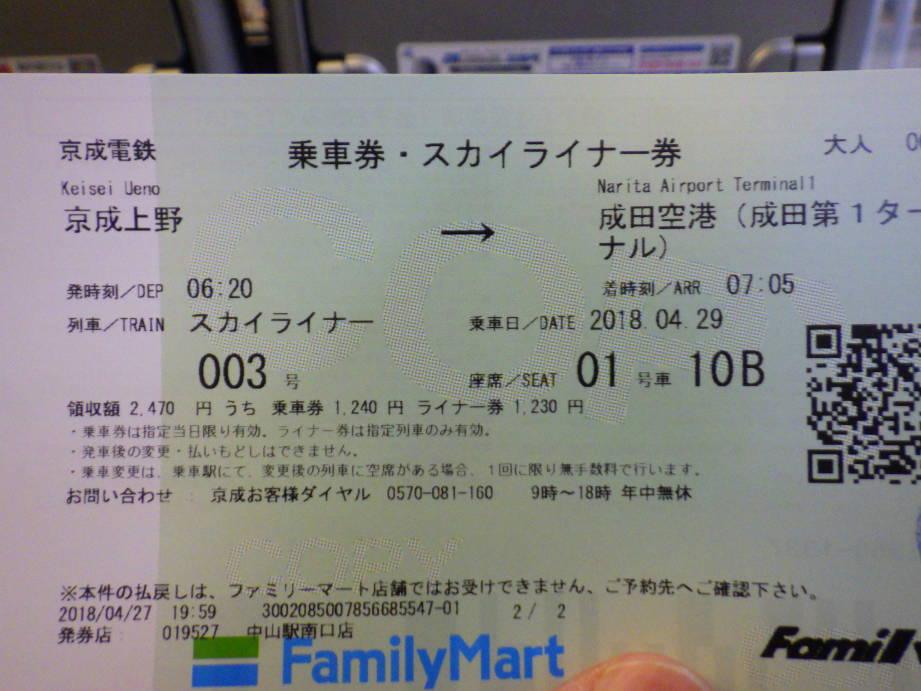 京成電鉄 乗車券・スカイライナー券 大人
Keisei Ueno Narita Airport Terminal1
京成上野 → 成田空港（成田第１ター
ナル）
発時刻／DEP 06:20 着時刻／ARR 07:05
列車／TRAIN スカイライナー 乗車日／DATE 2018.04.29
003 号 座席／SEAT 01 号車 10B
領収額 2,470 円 うち 乗車券 1,240 円 ライナー券 1,230 円
・乗車券は指定当日限り有効。ライナー券は指定列車のみ有効。
・発車後の変更・払いもどしはできません。
・乗車変更は、乗車駅にて、変更後の列車に空席がある場合、１回に限り無手数料で行います。
お問い合わせ : 京成お客様ダイヤル 0570-081-160 9時～18時 年中無休
COPY
※本件の払戻しは、ファミリーマート店舗ではお受けできません、ご予約先へご確認下さい。
2018/04/27 19:59 30020850078566​85547-01 2/ 2
発券店: 019527 中山駅南口店
FamilyMart Famil